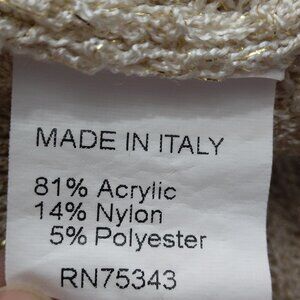 MADE IN ITALY
81% Acrylic
14% Nylon
5% Polyester
RN75343